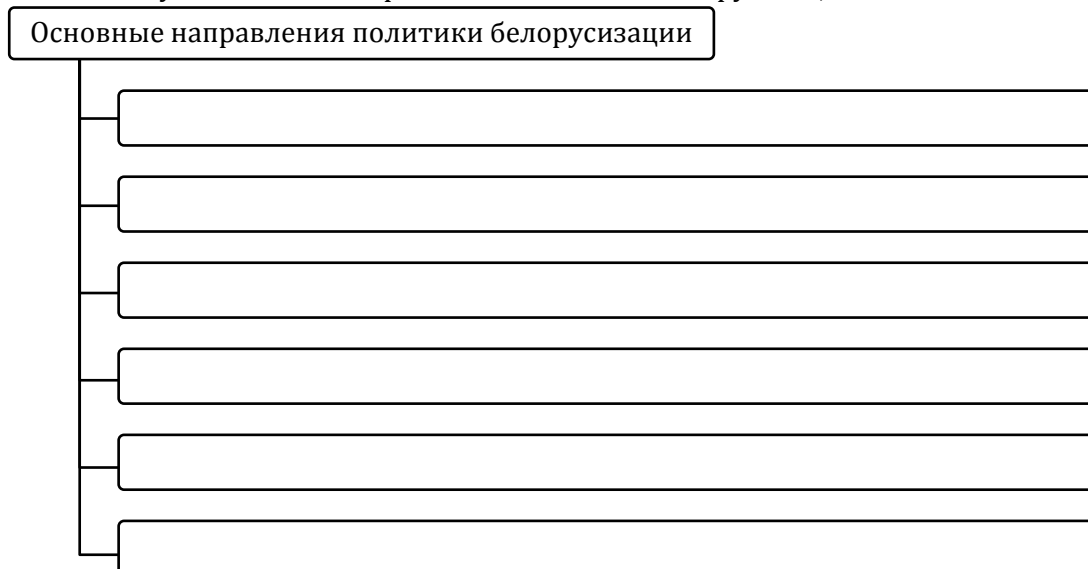 Основные направления политики белорусизации